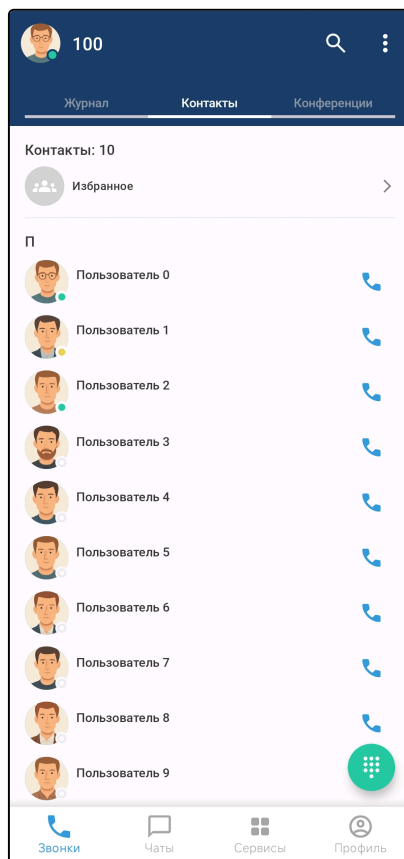 100
Журнал Контакты Конференции
Контакты: 10
Избранное
П
Пользователь 0
Пользователь 1
Пользователь 2
Пользователь 3
Пользователь 4
Пользователь 5
Пользователь 6
Пользователь 7
Пользователь 8
Пользователь 9
Звонки Чаты Сервисы Профиль